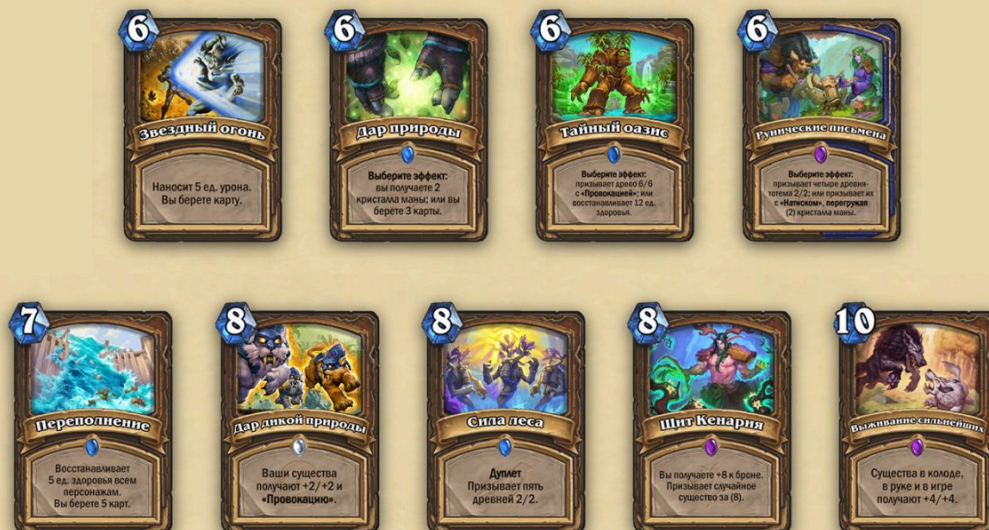 6
Звездный огонь
Наносит 5 ед. урона.
Вы берете карту.
6
Дар природы
Выберите эффект:
вы получаете 2
кристалла маны; или вы
берете 3 карты.
6
Тайный оазис
Выберите эффект:
призывает древо 6/6
с «Провокацией»; или
восстанавливает 12 ед.
здоровья.
6
Рунические письмена
Выберите эффект:
призывает четыре древня-
тотема 2/2; или призывает их
с «Натиском», перегружая
(2) кристалла маны.
7
Переполнение
Восстанавливает
5 ед. здоровья всем
персонажам.
Вы берете 5 карт.
8
Дар дикой природы
Ваши существа
получают +2/+2 и
«Провокацию».
8
Сила леса
Дуплет
Призывает пять
древней 2/2.
8
Щит Кенария
Вы получаете +8 к броне.
Призывает случайное
существо за (8).
10
Выживание сильнейших
Существа в колоде,
в руке и в игре
получают +4/+4.